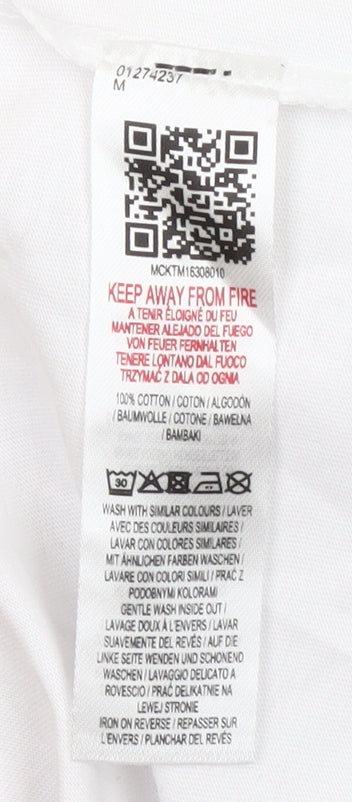 01274237
M
MCKTM16308010
KEEP AWAY FROM FIRE
A TENIR ÉLOIGNÉ DU FEU
MANTENER ALEJADO DEL FUEGO
VON FEUER FERNHALTEN
TENERE LONTANO DAL FUOCO
TRZYMAĆ Z DALA OD OGNIA
100% COTTON / COTON / ALGODÓN
/ BAUMWOLLE / COTONE / BAWEŁNA
/ BAMBAKI
30
WASH WITH SIMILAR COLOURS / LAVER
AVEC DES COULEURS SIMILAIRES /
LAVAR CON COLORES SIMILARES /
MIT ÄHNLICHEN FARBEN WASCHEN /
LAVARE CON COLORI SIMILI / PRAĆ Z
PODOBNYMI KOLORAMI
GENTLE WASH INSIDE OUT /
LAVAGE DOUX À L'ENVERS / LAVAR
SUAVEMENTE DEL REVÉS / AUF DIE
LINKE SEITE WENDEN UND SCHONEND
WASCHEN / LAVAGGIO DELICATO A
ROVESCIO / PRAĆ DELIKATNIE NA
LEWEJ STRONIE
IRON ON REVERSE / REPASSER SUR
L'ENVERS / PLANCHAR DEL REVÉS